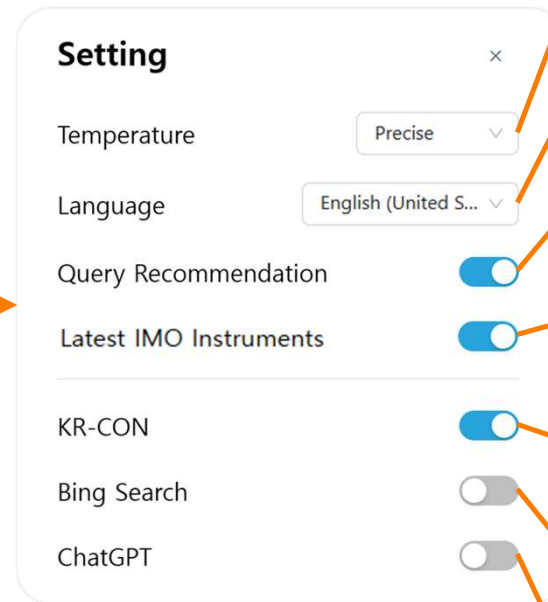 Setting ×
Temperature Precise
Language English (United S...
Query Recommendation
Latest IMO Instruments
KR-CON
Bing Search
ChatGPT